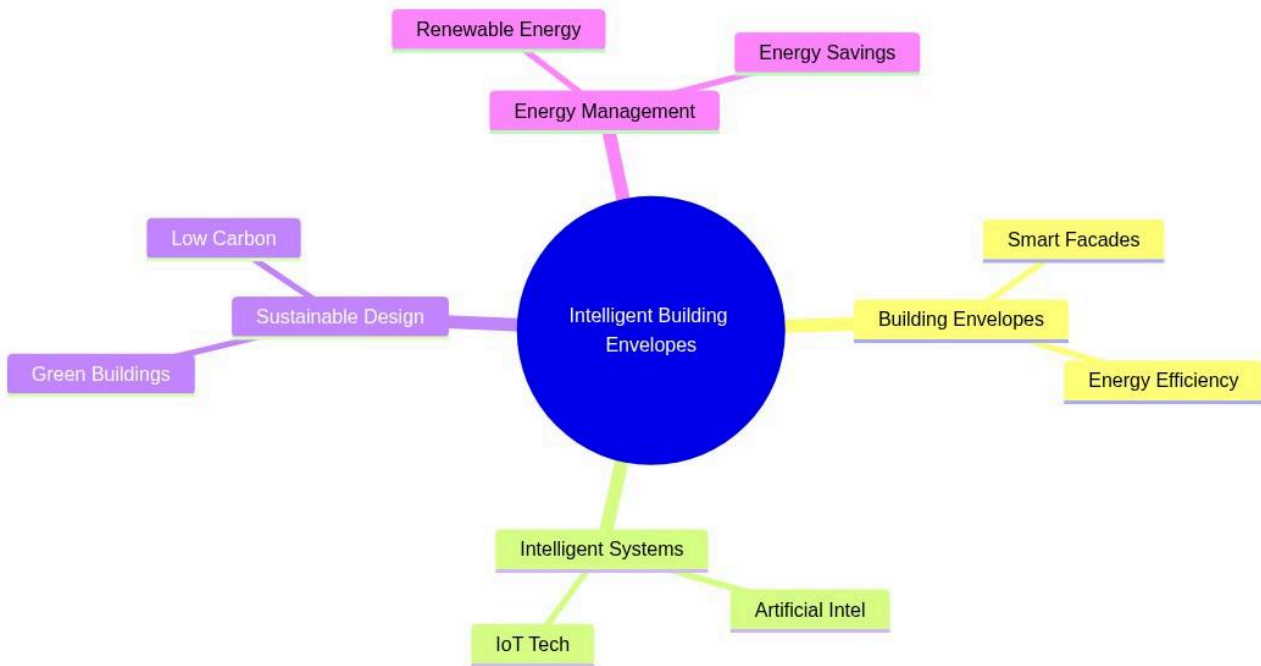 Renewable Energy
Energy Savings
Energy Management
Low Carbon
Smart Facades
Sustainable Design
Intelligent Building
Envelopes
Building Envelopes
Green Buildings
Energy Efficiency
Intelligent Systems
Artificial Intel
IoT Tech